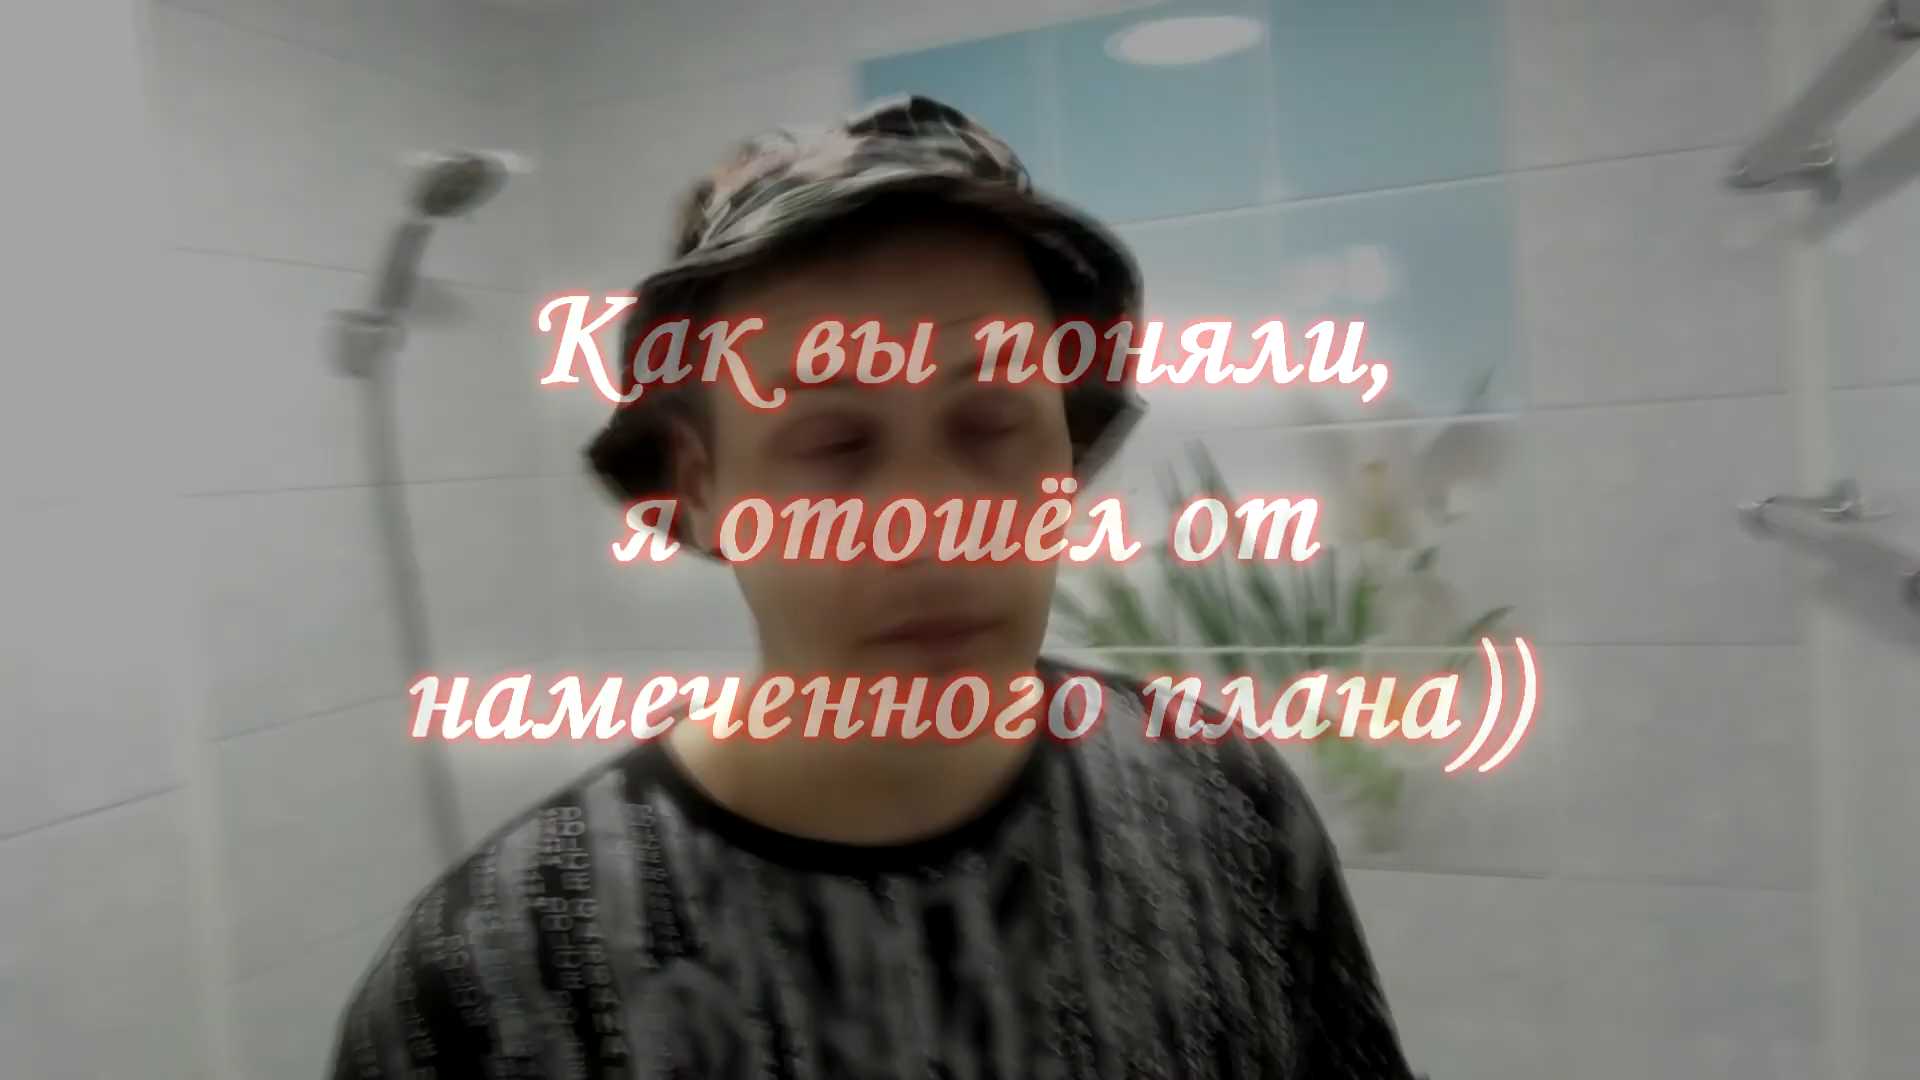 Как вы поняли,
я отошёл от
намеченного плана))